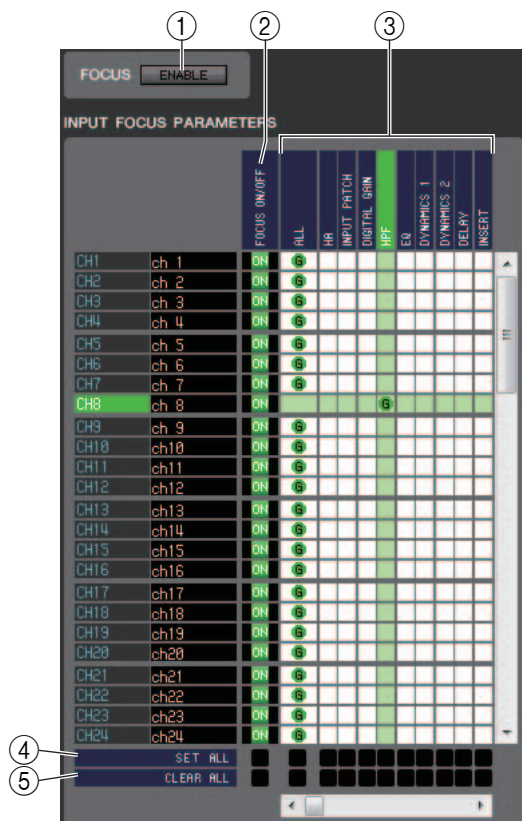 1 2 3
FOCUS ENABLE
INPUT FOCUS PARAMETERS
FOCUS ON/OFF ALL HA INPUT PATCH DIGITAL GAIN HPF EQ DYNAMICS 1 DYNAMICS 2 DELAY INSERT
CH1 ch 1 ON G
CH2 ch 2 ON G
CH3 ch 3 ON G
CH4 ch 4 ON G
CH5 ch 5 ON G
CH6 ch 6 ON G
CH7 ch 7 ON G
CH8 ch 8 ON G
CH9 ch 9 ON G
CH10 ch10 ON G
CH11 ch11 ON G
CH12 ch12 ON G
CH13 ch13 ON G
CH14 ch14 ON G
CH15 ch15 ON G
CH16 ch16 ON G
CH17 ch17 ON G
CH18 ch18 ON G
CH19 ch19 ON G
CH20 ch20 ON G
CH21 ch21 ON G
CH22 ch22 ON G
CH23 ch23 ON G
CH24 ch24 ON G
4 SET ALL
5 CLEAR ALL